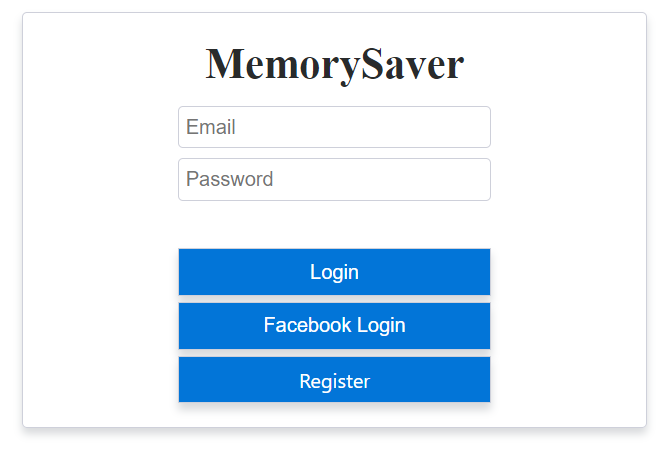 MemorySaver
Email
Password
Login
Facebook Login
Register